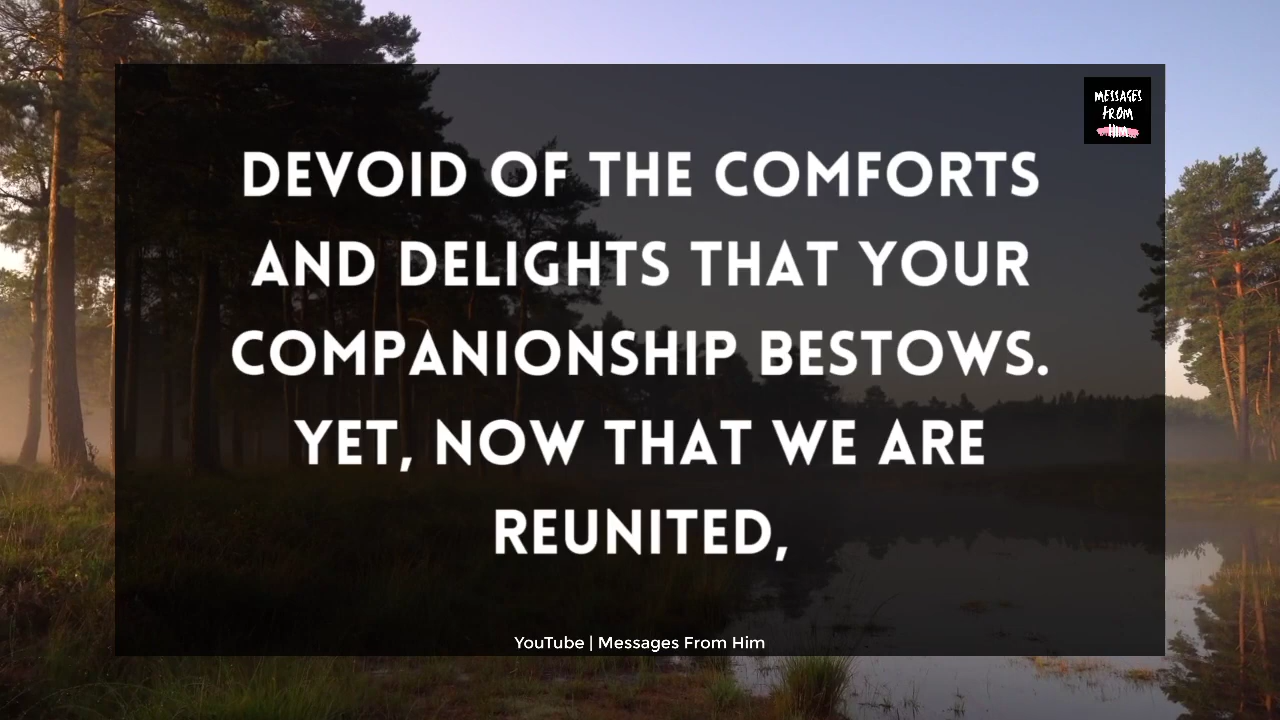 MESSAGES
FROM
HIM
DEVOID OF THE COMFORTS
AND DELIGHTS THAT YOUR
COMPANIONSHIP BESTOWS.
YET, NOW THAT WE ARE
REUNITED,
YouTube | Messages From Him